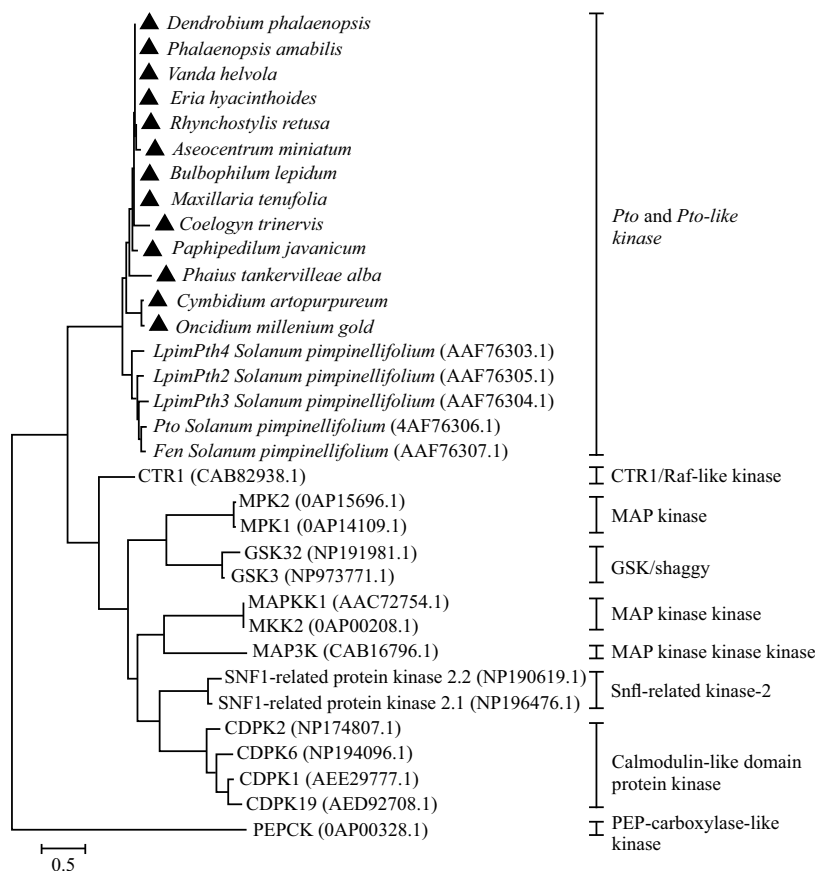 Dendrobium phalaenopsis
Phalaenopsis amabilis
Vanda helvola
Eria hyacinthoides
Rhynchostylis retusa
Aseocentrum miniatum
Bulbophilum lepidum
Maxillaria tenufolia
Coelogyn trinervis
Paphipedilum javanicum
Phaius tankervilleae alba
Cymbidium artopurpureum
Oncidium millenium gold
LpimPth4 Solanum pimpinellifolium (AAF76303.1)
LpimPth2 Solanum pimpinellifolium (AAF76305.1)
LpimPth3 Solanum pimpinellifolium (AAF76304.1)
Pto Solanum pimpinellifolium (4AF76306.1)
Fen Solanum pimpinellifolium (AAF76307.1)
Pto and Pto-like
kinase
CTR1 (CAB82938.1)
CTR1/Raf-like kinase
MPK2 (0AP15696.1)
MPK1 (0AP14109.1)
MAP kinase
GSK32 (NP191981.1)
GSK3 (NP973771.1)
GSK/shaggy
MAPKK1 (AAC72754.1)
MKK2 (0AP00208.1)
MAP kinase kinase
MAP3K (CAB16796.1)
MAP kinase kinase kinase
SNF1-related protein kinase 2.2 (NP190619.1)
SNF1-related protein kinase 2.1 (NP196476.1)
Snfl-related kinase-2
CDPK2 (NP174807.1)
CDPK6 (NP194096.1)
CDPK1 (AEE29777.1)
CDPK19 (AED92708.1)
Calmodulin-like domain
protein kinase
PEPCK (0AP00328.1)
PEP-carboxylase-like
kinase
0.5